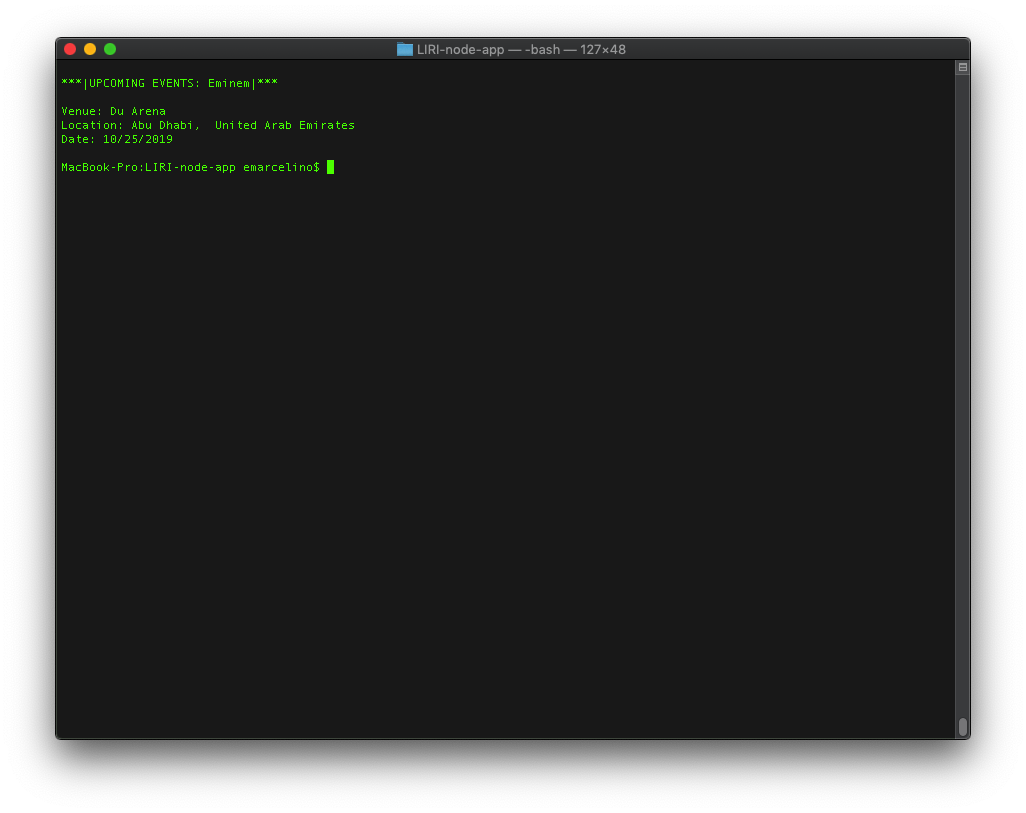 LIRI-node-app — -bash — 127×48
***|UPCOMING EVENTS: Eminem|***
Venue: Du Arena
Location: Abu Dhabi,  United Arab Emirates
Date: 10/25/2019
MacBook-Pro:LIRI-node-app emarcelino$